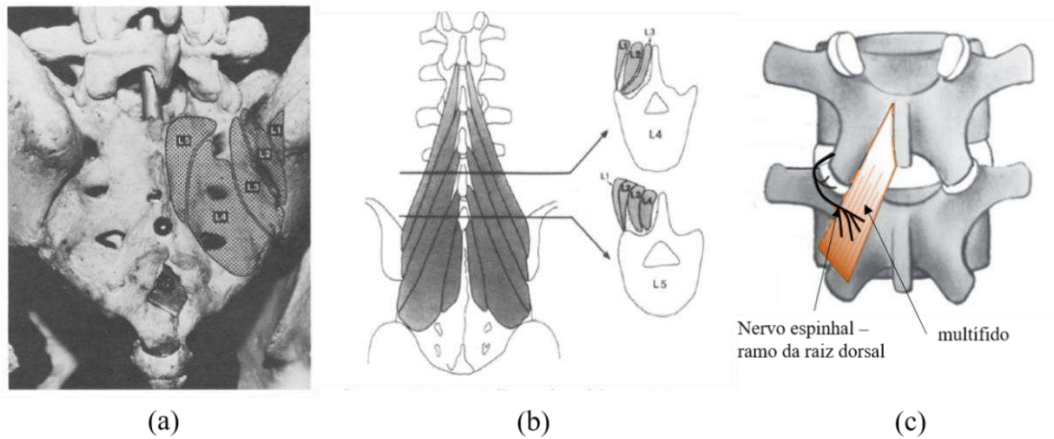 L5
L1
L2
L3
L4
L3
L1
L2
L4
L1
L2
L3
L4
L5
Nervo espinhal –
ramo da raiz dorsal
multífido
(a)
(b)
(c)